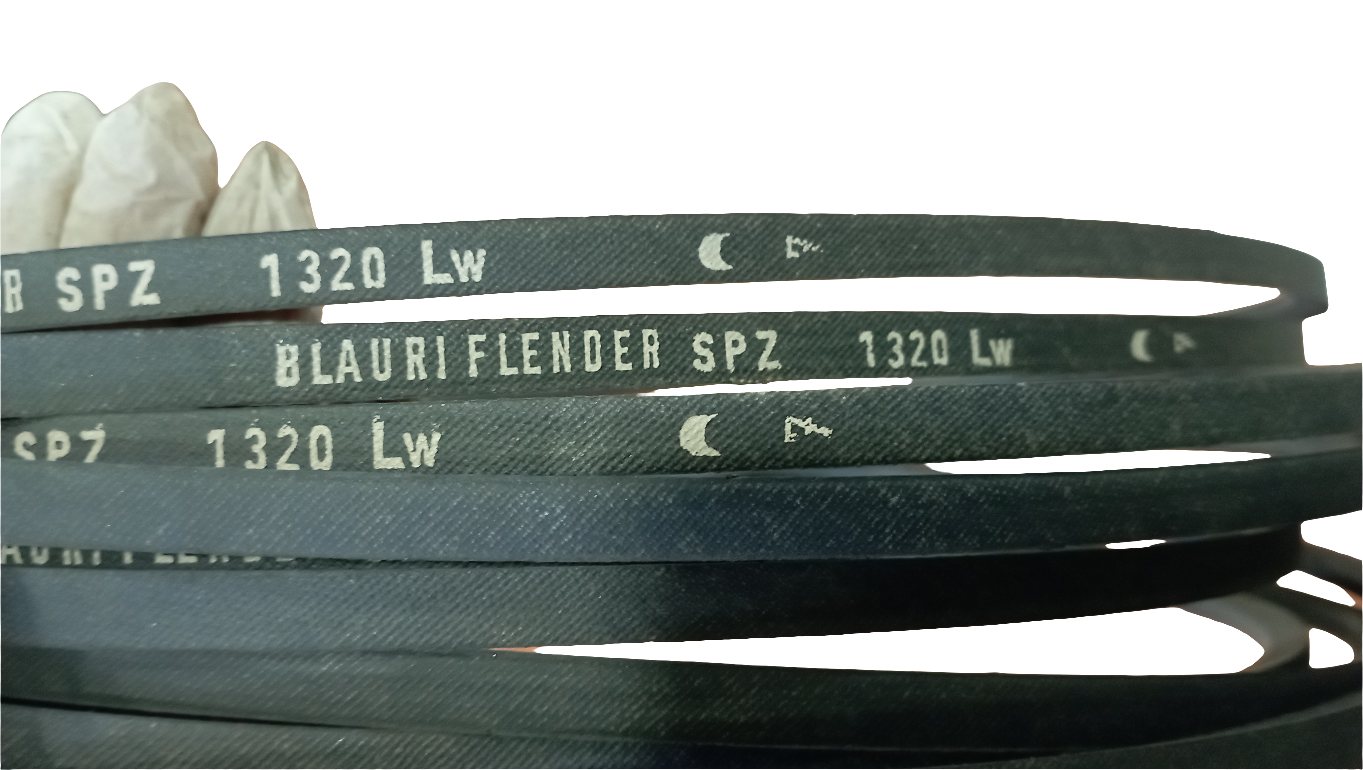 SPZ 1320 Lw
BLAURI FLENDER SPZ 1320 Lw
SPZ 1320 Lw